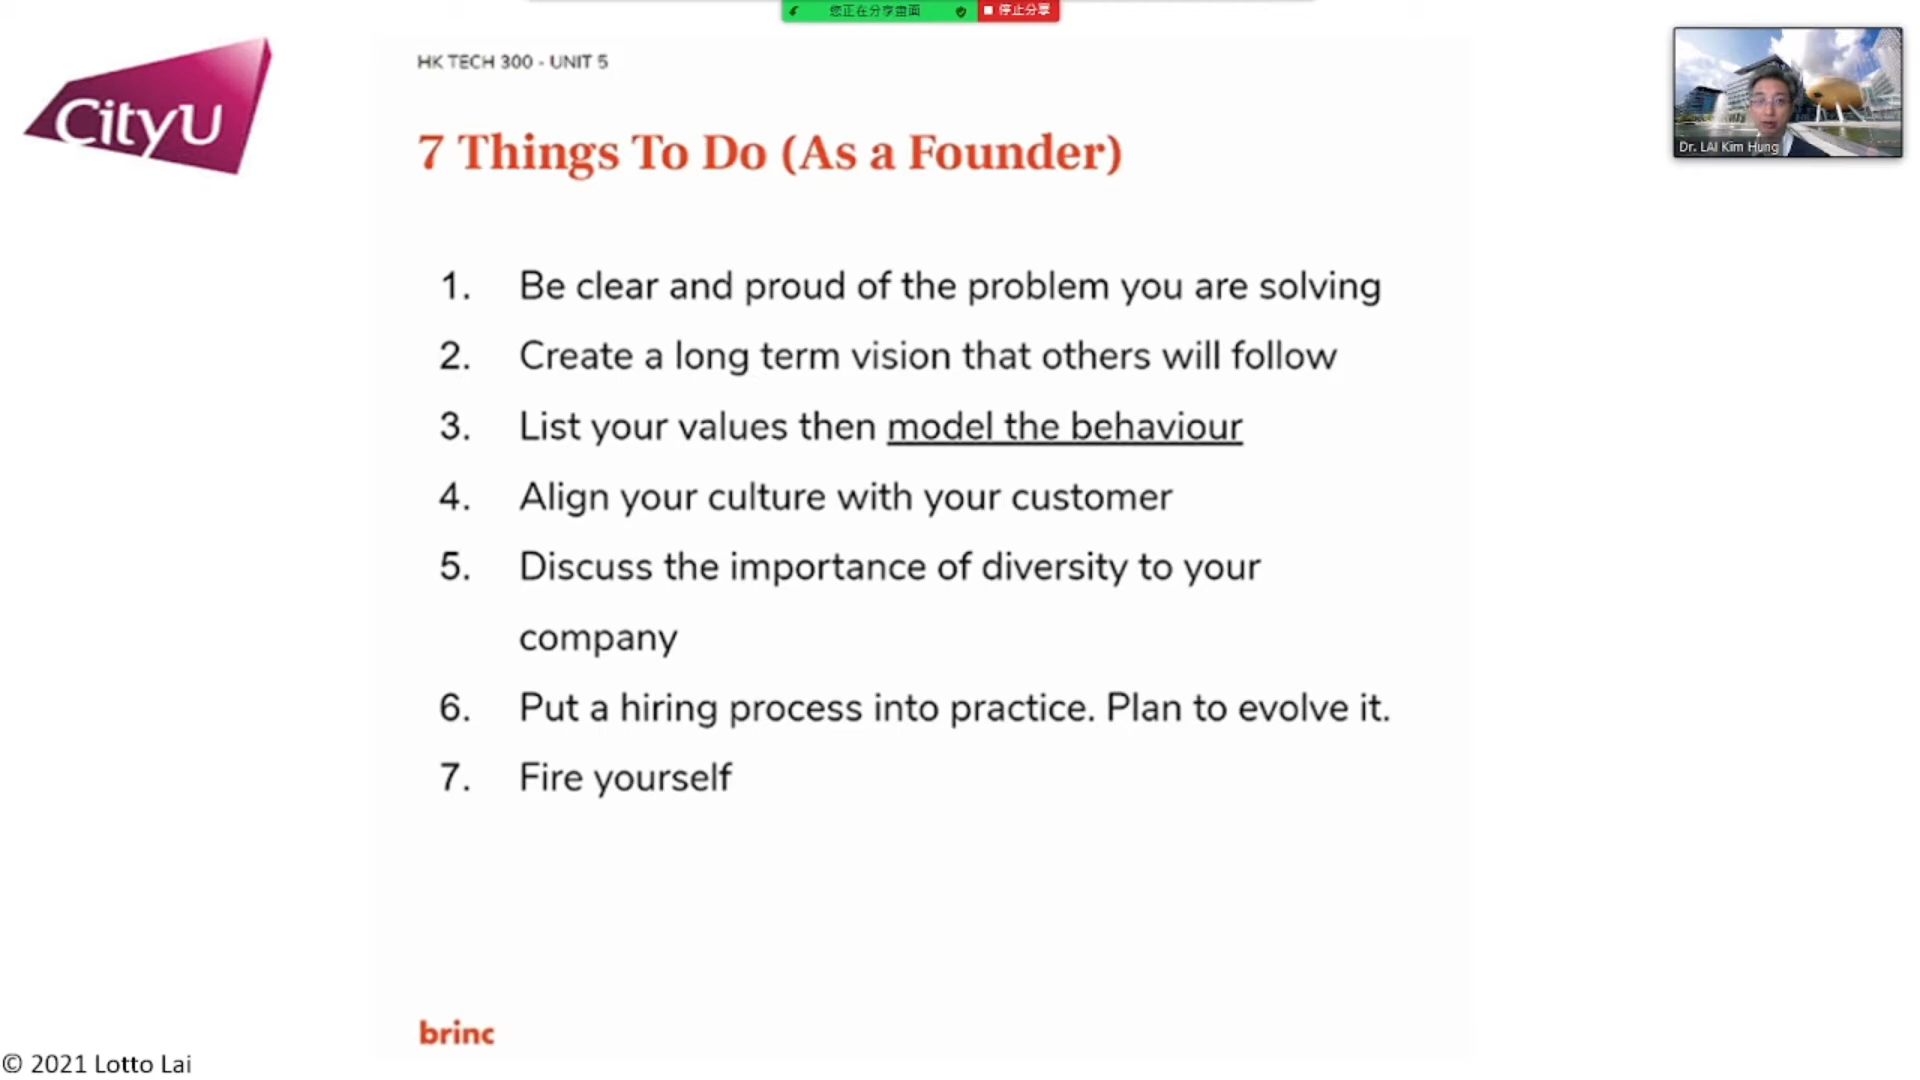 您正在分享畫面
停止分享
CityU
HK TECH 300 - UNIT 5
7 Things To Do (As a Founder)
Dr. LAI Kim Hung
1. Be clear and proud of the problem you are solving
2. Create a long term vision that others will follow
3. List your values then model the behaviour
4. Align your culture with your customer
5. Discuss the importance of diversity to your
company
6. Put a hiring process into practice. Plan to evolve it.
7. Fire yourself
brinc
© 2021 Lotto Lai